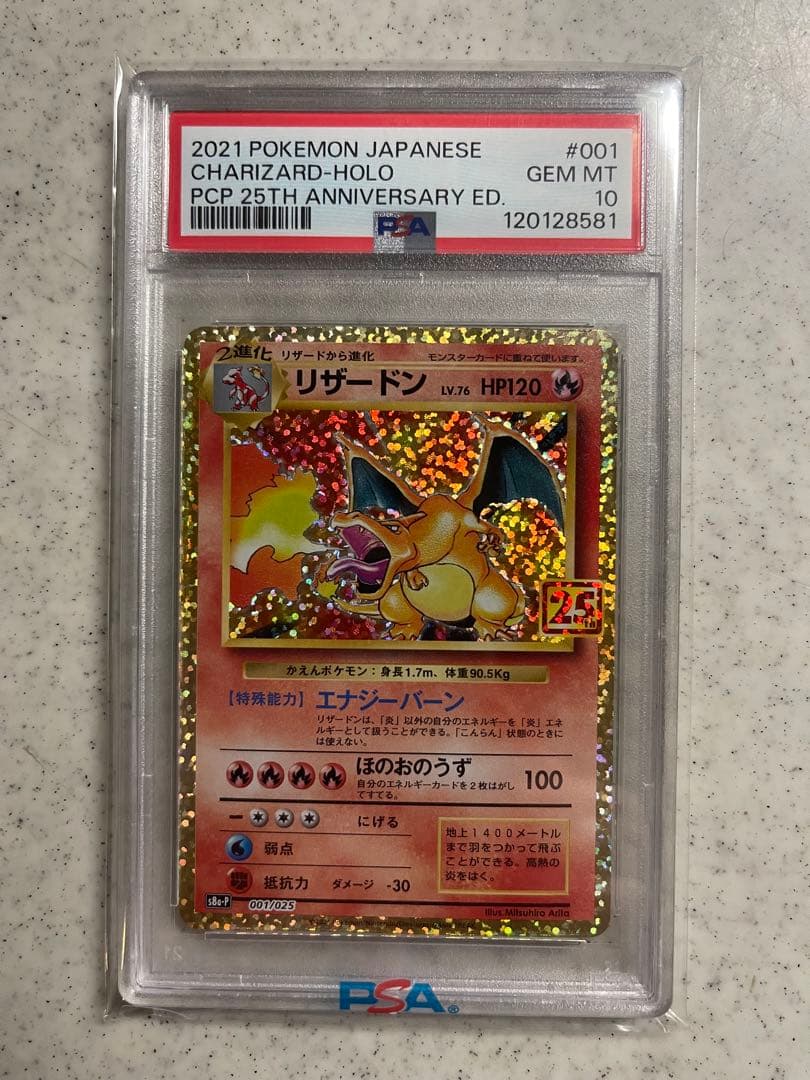 2021 POKEMON JAPANESE #001
CHARIZARD-HOLO GEM MT
PCP 25TH ANNIVERSARY ED. 10
120128581
PSA
2進化 リザードから進化 モンスターカードに重ねて使います。
リザードン LV.76 HP120
25TH
かえんポケモン：身長1.7m、体重90.5Kg
【特殊能力】 エナジーバーン
リザードンは、「炎」以外の自分のエネルギーを「炎」エネ
ルギーとして扱うことができる。「こんらん」状態のときに
は使えない。
ほのおのうず 100
自分のエネルギーカードを2枚はがし
てすてる。
にげる
弱点
抵抗力 ダメージ -30
地上1400メートル
まで羽をつかって飛ぶ
ことができる。高熱の
炎をはく。
s8a-P 001/025
Illus.Mitsuhiro Arita
PSA®